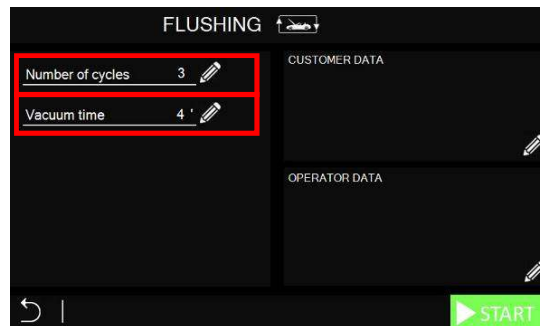 FLUSHING
Number of cycles 3
Vacuum time 4 '
CUSTOMER DATA
OPERATOR DATA
START